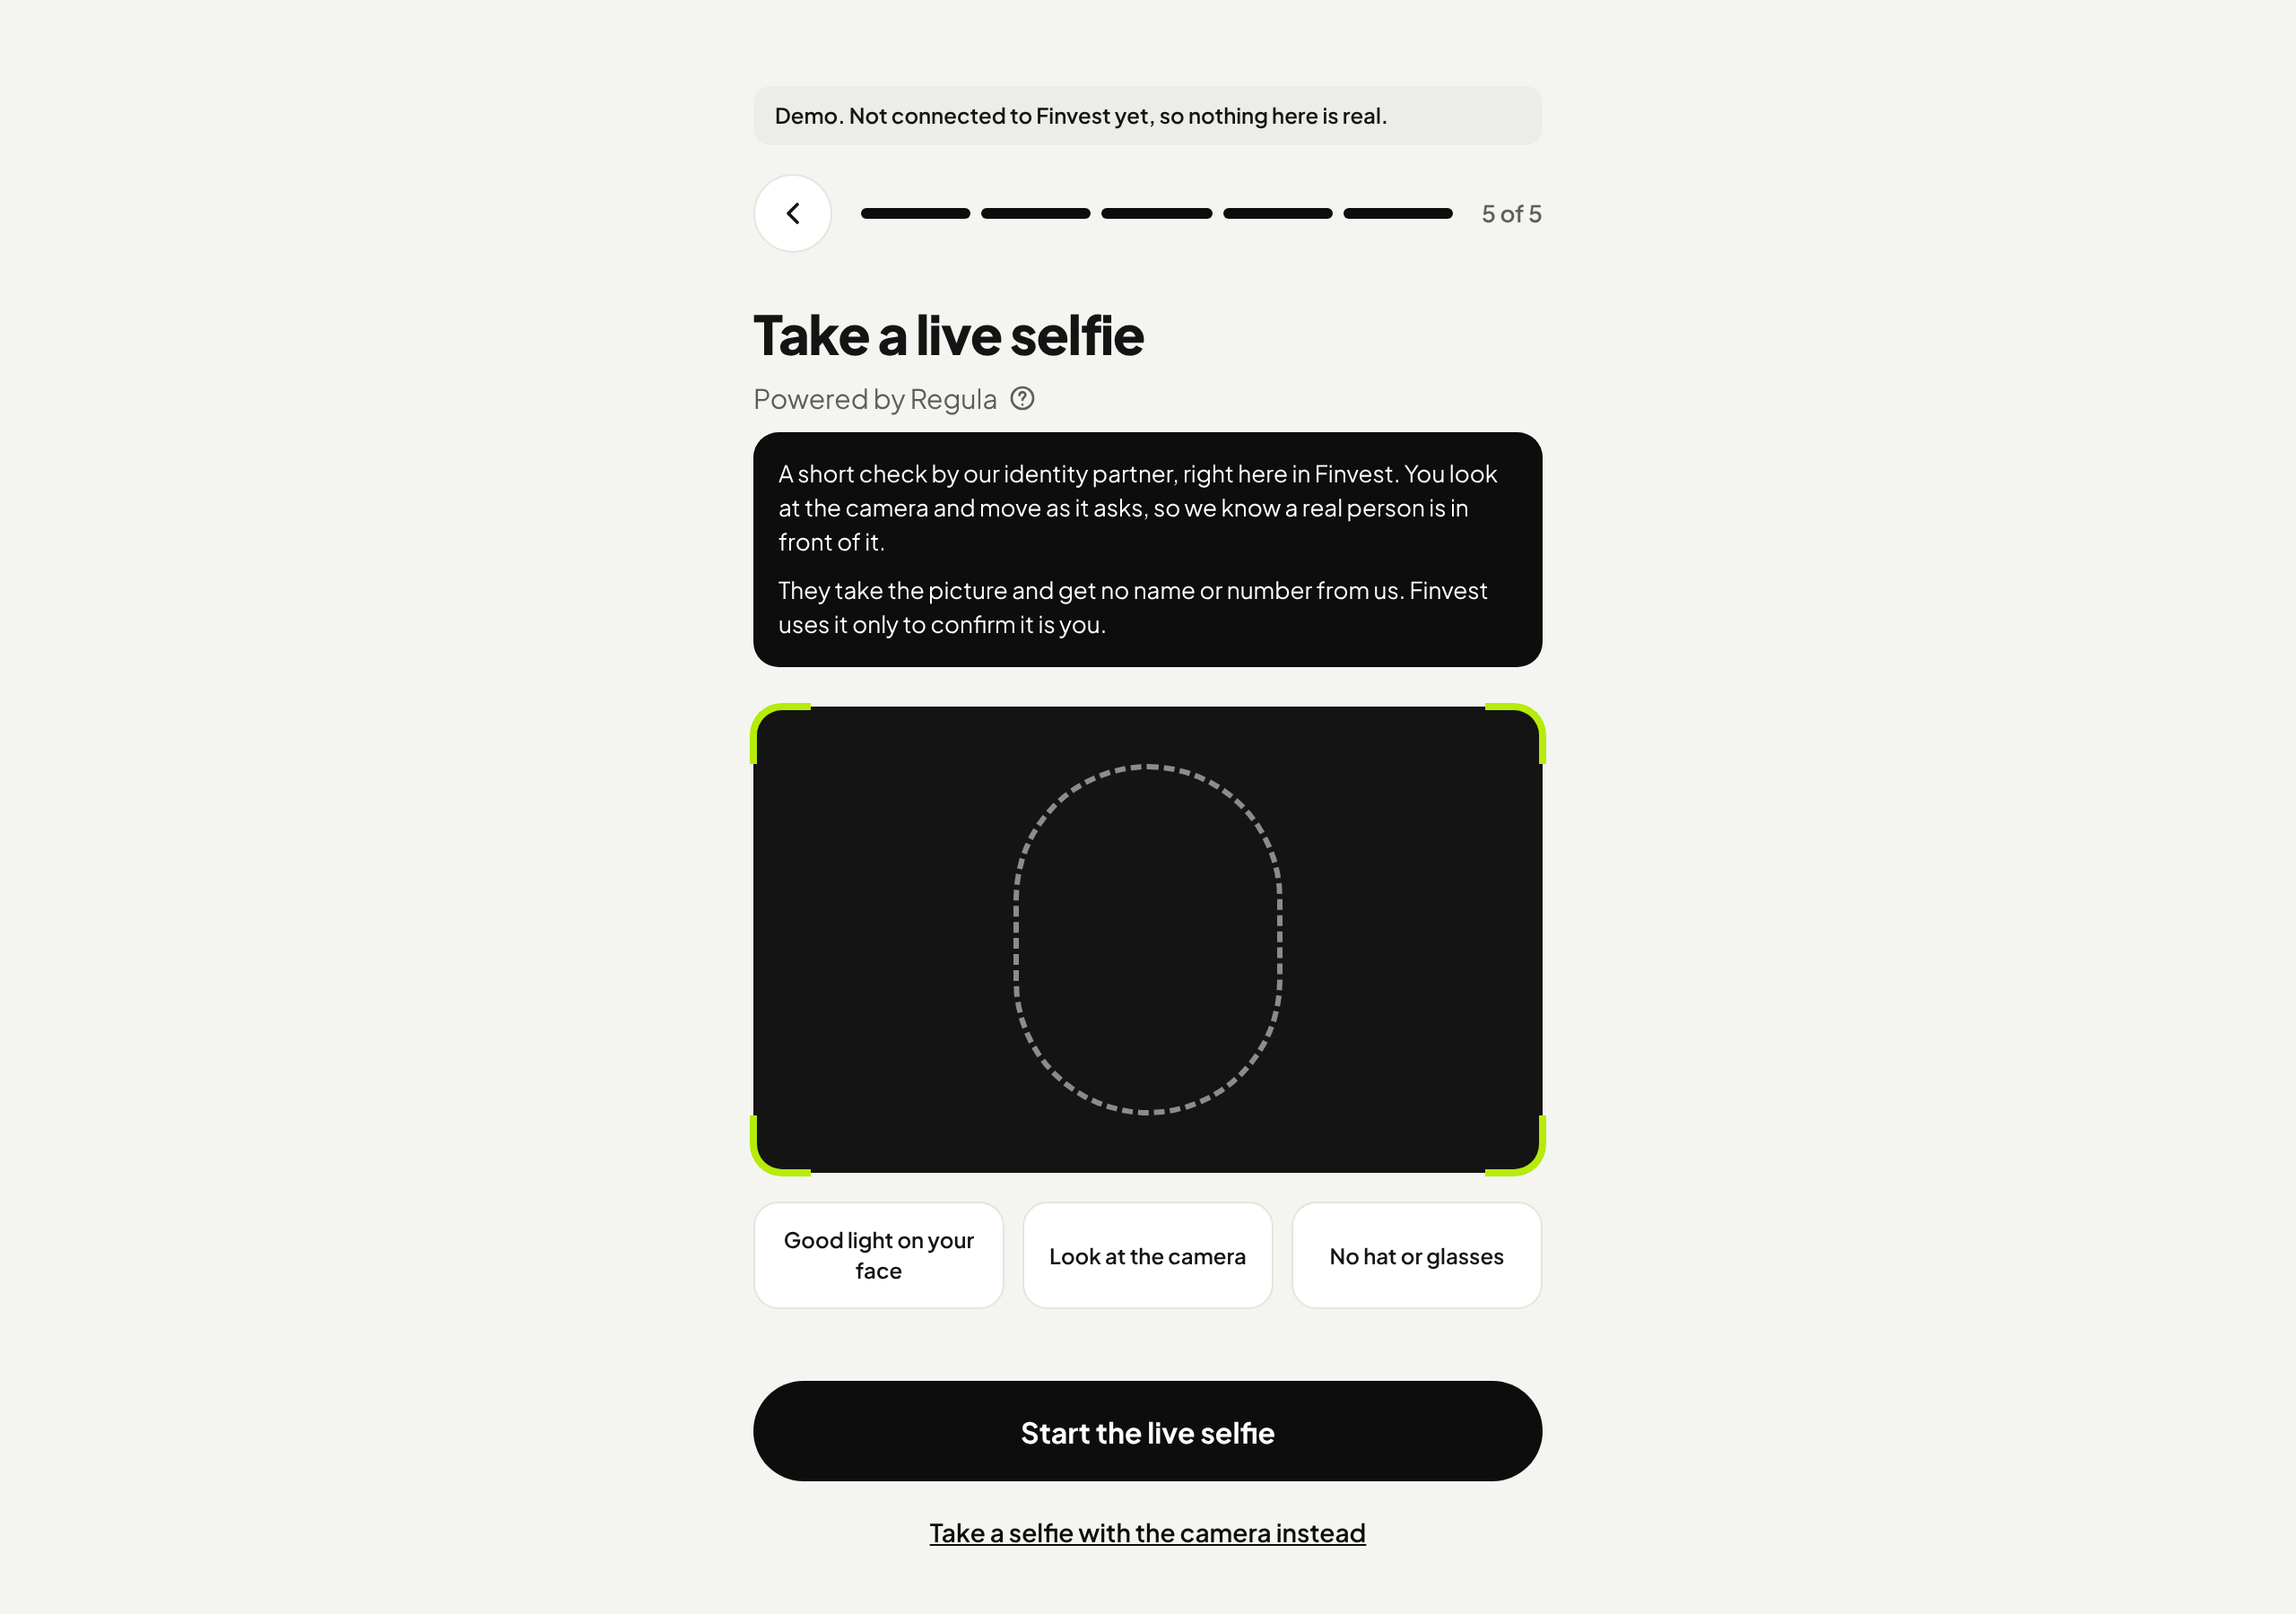 Demo. Not connected to Finvest yet, so nothing here is real.
5 of 5
Take a live selfie
Powered by Regula
A short check by our identity partner, right here in Finvest. You look
at the camera and move as it asks, so we know a real person is in
front of it.
They take the picture and get no name or number from us. Finvest
uses it only to confirm it is you.
Good light on your
face
Look at the camera
No hat or glasses
Start the live selfie
Take a selfie with the camera instead